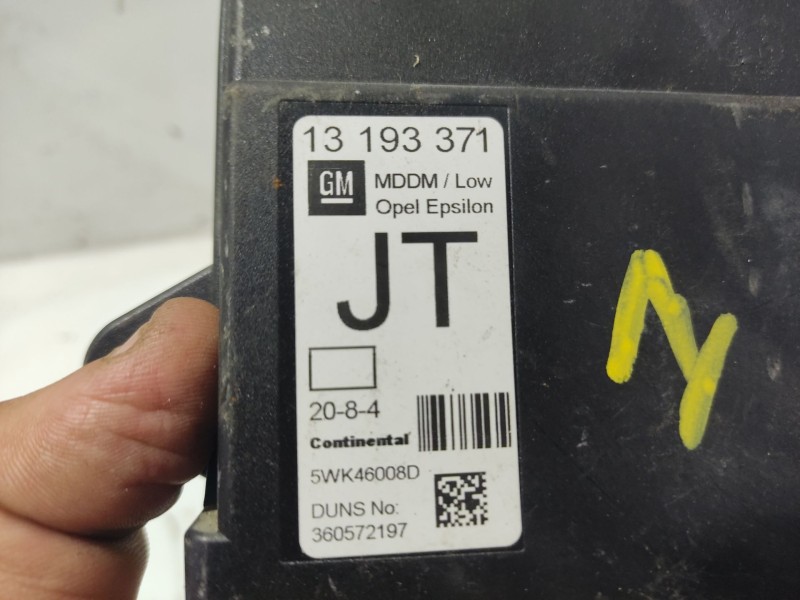 13 193 371
GM MDDM / Low
Opel Epsilon
JT
20-8-4
Continental
5WK46008D
DUNS No:
360572197
N